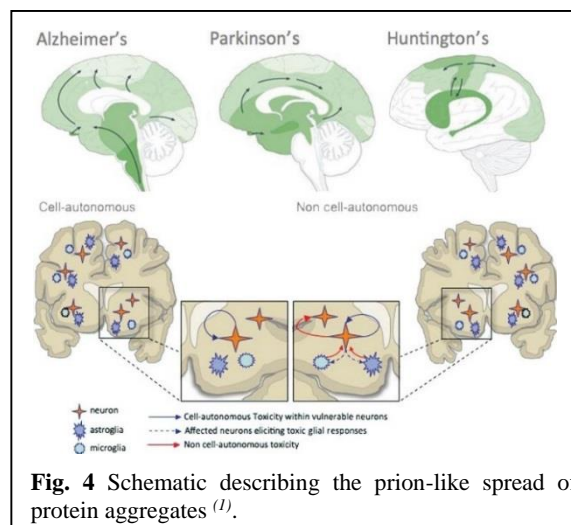 Alzheimer's
Parkinson's
Huntington's
Cell-autonomous
Non cell-autonomous
neuron
astroglia
microglia
Cell-autonomous Toxicity within vulnerable neurons
Affected neurons eliciting toxic glial responses
Non cell-autonomous toxicity
Fig. 4 Schematic describing the prion-like spread of
protein aggregates (1).